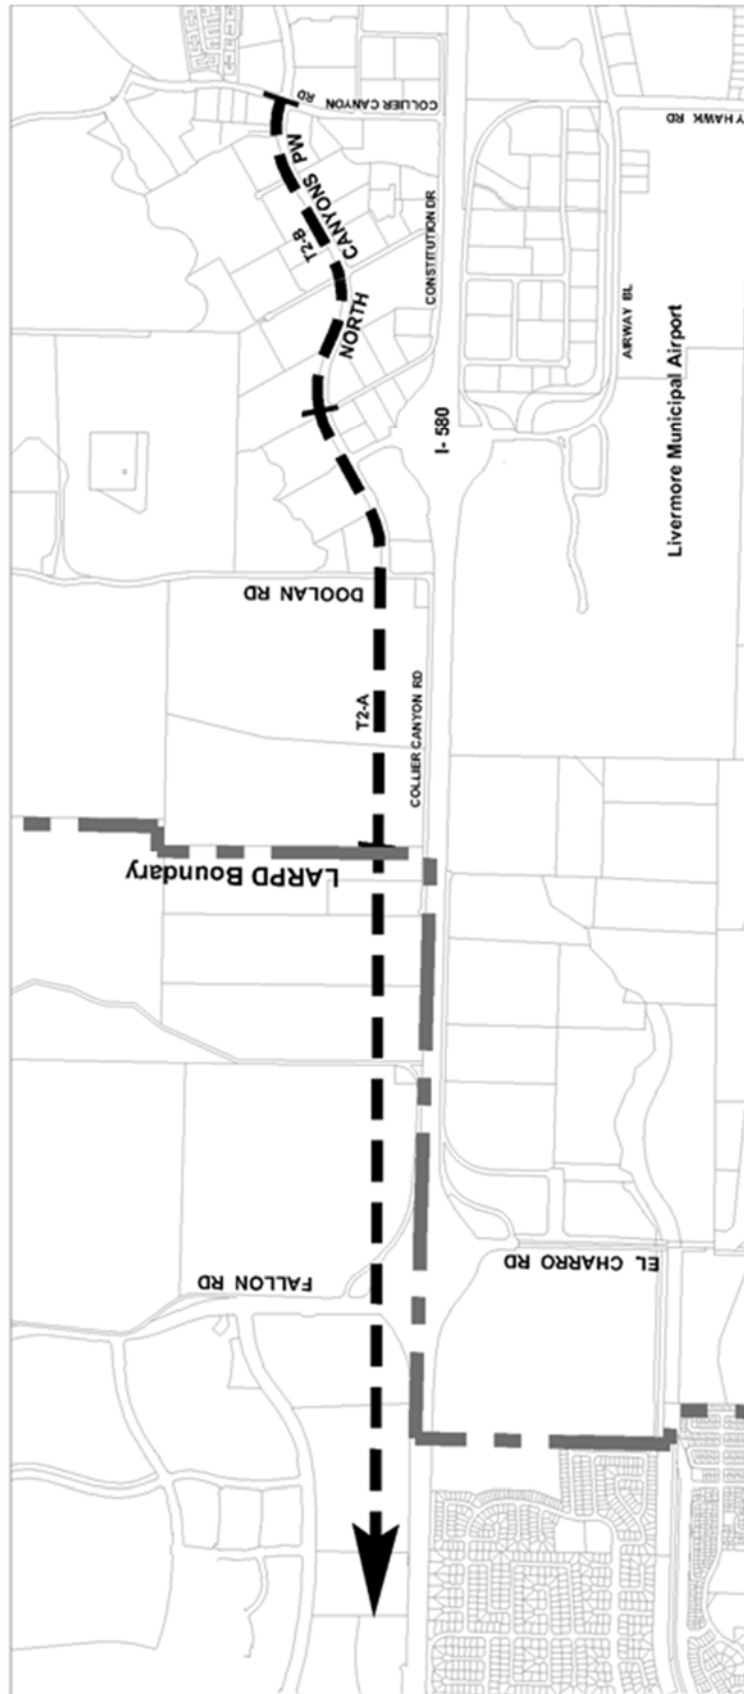 COLLIER CANYON RD
Y HAWK RD
NORTH CANYONS PW
T2-B
CONSTITUTION DR
AIRWAY BL
Livermore Municipal Airport
I- 580
DOOLAN RD
T2-A
COLLIER CANYON RD
LARPD Boundary
FALLON RD
EL CHARRO RD